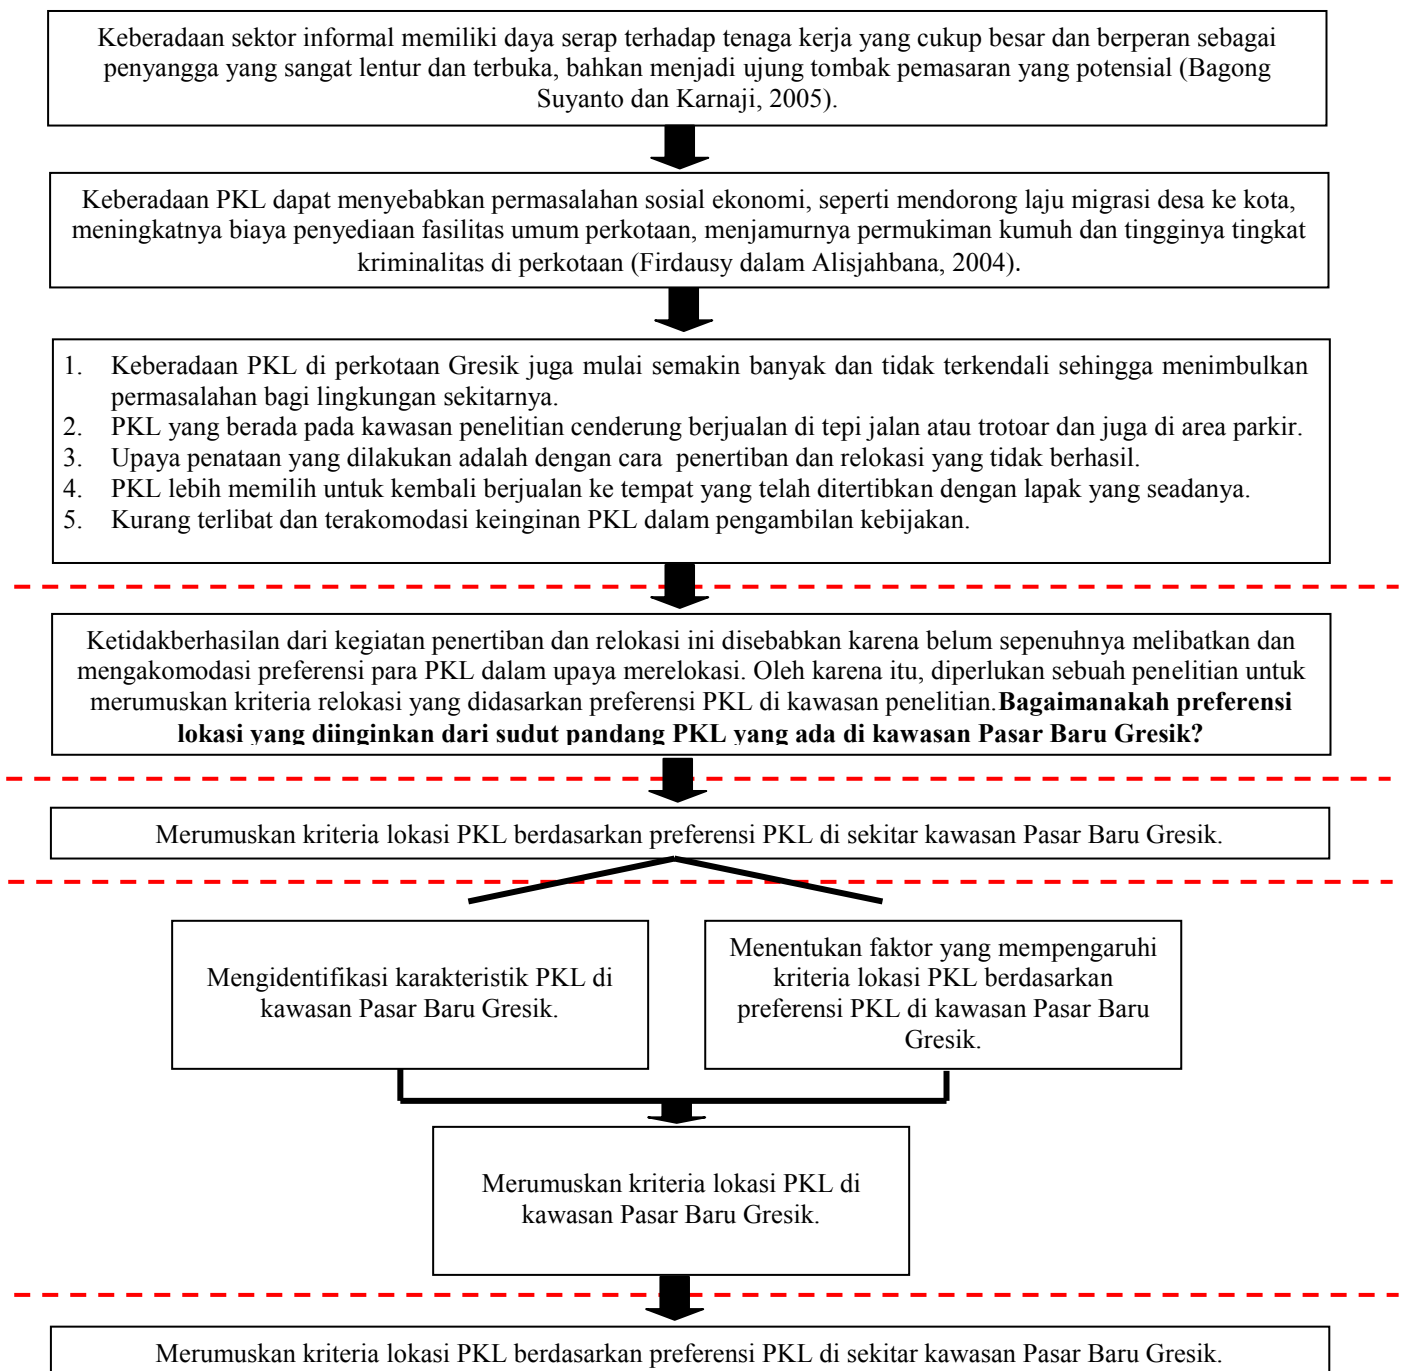 Keberadaan sektor informal memiliki daya serap terhadap tenaga kerja yang cukup besar dan berperan sebagai
penyangga yang sangat lentur dan terbuka, bahkan menjadi ujung tombak pemasaran yang potensial (Bagong
Suyanto dan Karnaji, 2005).
Keberadaan PKL dapat menyebabkan permasalahan sosial ekonomi, seperti mendorong laju migrasi desa ke kota,
meningkatnya biaya penyediaan fasilitas umum perkotaan, menjamurnya permukiman kumuh dan tingginya tingkat
kriminalitas di perkotaan (Firdausy dalam Alisjahbana, 2004).
1. Keberadaan PKL di perkotaan Gresik juga mulai semakin banyak dan tidak terkendali sehingga menimbulkan
permasalahan bagi lingkungan sekitarnya.
2. PKL yang berada pada kawasan penelitian cenderung berjualan di tepi jalan atau trotoar dan juga di area parkir.
3. Upaya penataan yang dilakukan adalah dengan cara penertiban dan relokasi yang tidak berhasil.
4. PKL lebih memilih untuk kembali berjualan ke tempat yang telah ditertibkan dengan lapak yang seadanya.
5. Kurang terlibat dan terakomodasi keinginan PKL dalam pengambilan kebijakan.
Ketidakberhasilan dari kegiatan penertiban dan relokasi ini disebabkan karena belum sepenuhnya melibatkan dan
mengakomodasi preferensi para PKL dalam upaya merelokasi. Oleh karena itu, diperlukan sebuah penelitian untuk
merumuskan kriteria relokasi yang didasarkan preferensi PKL di kawasan penelitian.Bagaimanakah preferensi
lokasi yang diinginkan dari sudut pandang PKL yang ada di kawasan Pasar Baru Gresik?
Merumuskan kriteria lokasi PKL berdasarkan preferensi PKL di sekitar kawasan Pasar Baru Gresik.
Mengidentifikasi karakteristik PKL di
kawasan Pasar Baru Gresik.
Menentukan faktor yang mempengaruhi
kriteria lokasi PKL berdasarkan
preferensi PKL di kawasan Pasar Baru
Gresik.
Merumuskan kriteria lokasi PKL di
kawasan Pasar Baru Gresik.
Merumuskan kriteria lokasi PKL berdasarkan preferensi PKL di sekitar kawasan Pasar Baru Gresik.